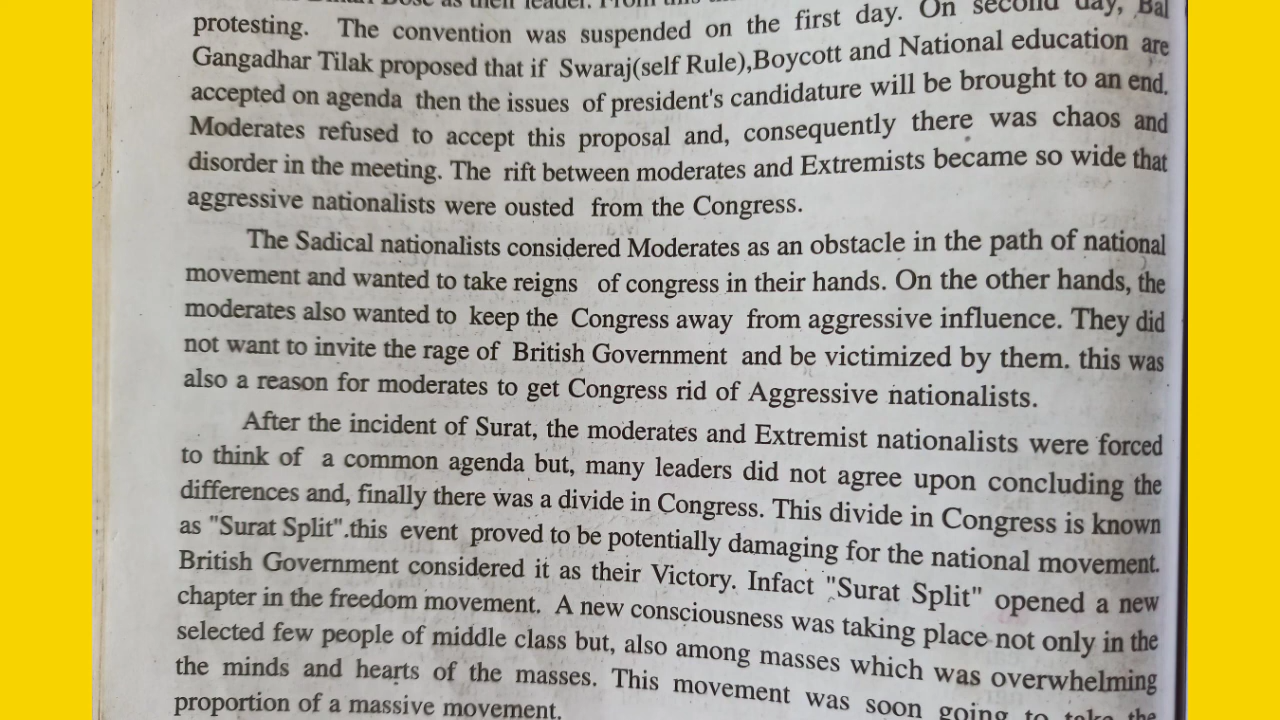 as their leader. From this
protesting. The convention was suspended on the first day. On second day, Bal
Gangadhar Tilak proposed that if Swaraj(self Rule),Boycott and National education are
accepted on agenda then the issues of president's candidature will be brought to an end.
Moderates refused to accept this proposal and, consequently there was chaos and
disorder in the meeting. The rift between moderates and Extremists became so wide that
aggressive nationalists were ousted from the Congress.
The Sadical nationalists considered Moderates as an obstacle in the path of national
movement and wanted to take reigns of congress in their hands. On the other hands, the
moderates also wanted to keep the Congress away from aggressive influence. They did
not want to invite the rage of British Government and be victimized by them. this was
also a reason for moderates to get Congress rid of Aggressive nationalists.
After the incident of Surat, the moderates and Extremist nationalists were forced
to think of a common agenda but, many leaders did not agree upon concluding the
differences and, finally there was a divide in Congress. This divide in Congress is known
as "Surat Split".this event proved to be potentially damaging for the national movement.
British Government considered it as their Victory. Infact "Surat Split" opened a new
chapter in the freedom movement. A new consciousness was taking place not only in the
selected few people of middle class but, also among masses which was overwhelming
the minds and hearts of the masses. This movement was soon going to take the
proportion of a massive movement.